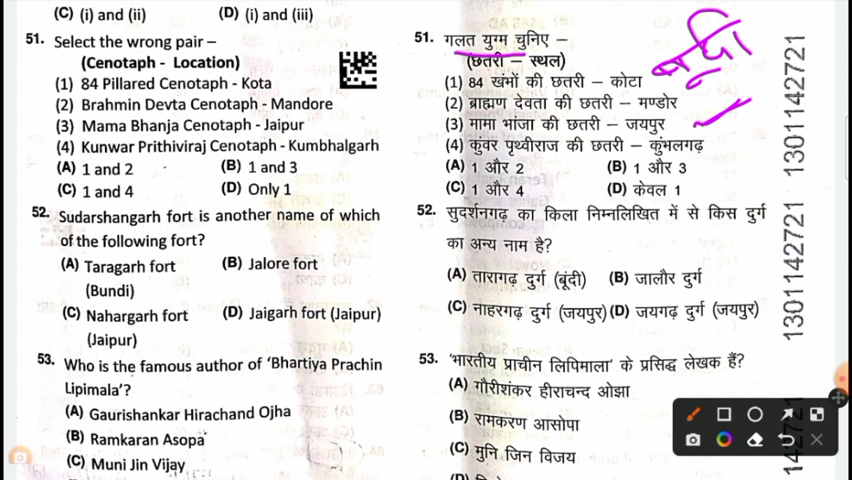 (C) (i) and (ii) (D) (i) and (iii)
51. Select the wrong pair –
(Cenotaph - Location)
(1) 84 Pillared Cenotaph - Kota
(2) Brahmin Devta Cenotaph - Mandore
(3) Mama Bhanja Cenotaph - Jaipur
(4) Kunwar Prithiviraj Cenotaph - Kumbhalgarh
(A) 1 and 2 (B) 1 and 3
(C) 1 and 4 (D) Only 1
52. Sudarshangarh fort is another name of which
of the following fort?
(A) Taragarh fort (B) Jalore fort
(Bundi)
(C) Nahargarh fort (D) Jaigarh fort (Jaipur)
(Jaipur)
53. Who is the famous author of ‘Bhartiya Prachin
Lipimala’?
(A) Gaurishankar Hirachand Ojha
(B) Ramkaran Asopa
(C) Muni Jin Vijay
51. गलत युग्म चुनिए –
(छतरी – स्थल)
(1) 84 खंभों की छतरी – कोटा
(2) ब्राह्मण देवता की छतरी – मण्डोर
(3) मामा भांजा की छतरी – जयपुर
(4) कुंवर पृथ्वीराज की छतरी – कुंभलगढ़
(A) 1 और 2 (B) 1 और 3
(C) 1 और 4 (D) केवल 1
52. सुदर्शनगढ़ का किला निम्नलिखित में से किस दुर्ग
का अन्य नाम है?
(A) तारागढ़ दुर्ग (बूंदी) (B) जालौर दुर्ग
(C) नाहरगढ़ दुर्ग (जयपुर) (D) जयगढ़ दुर्ग (जयपुर)
53. ‘भारतीय प्राचीन लिपिमाला’ के प्रसिद्ध लेखक हैं?
(A) गौरीशंकर हीराचन्द ओझा
(B) रामकरण आसोपा
(C) मुनि जिन विजय
1301142721 1301142721 1301142721